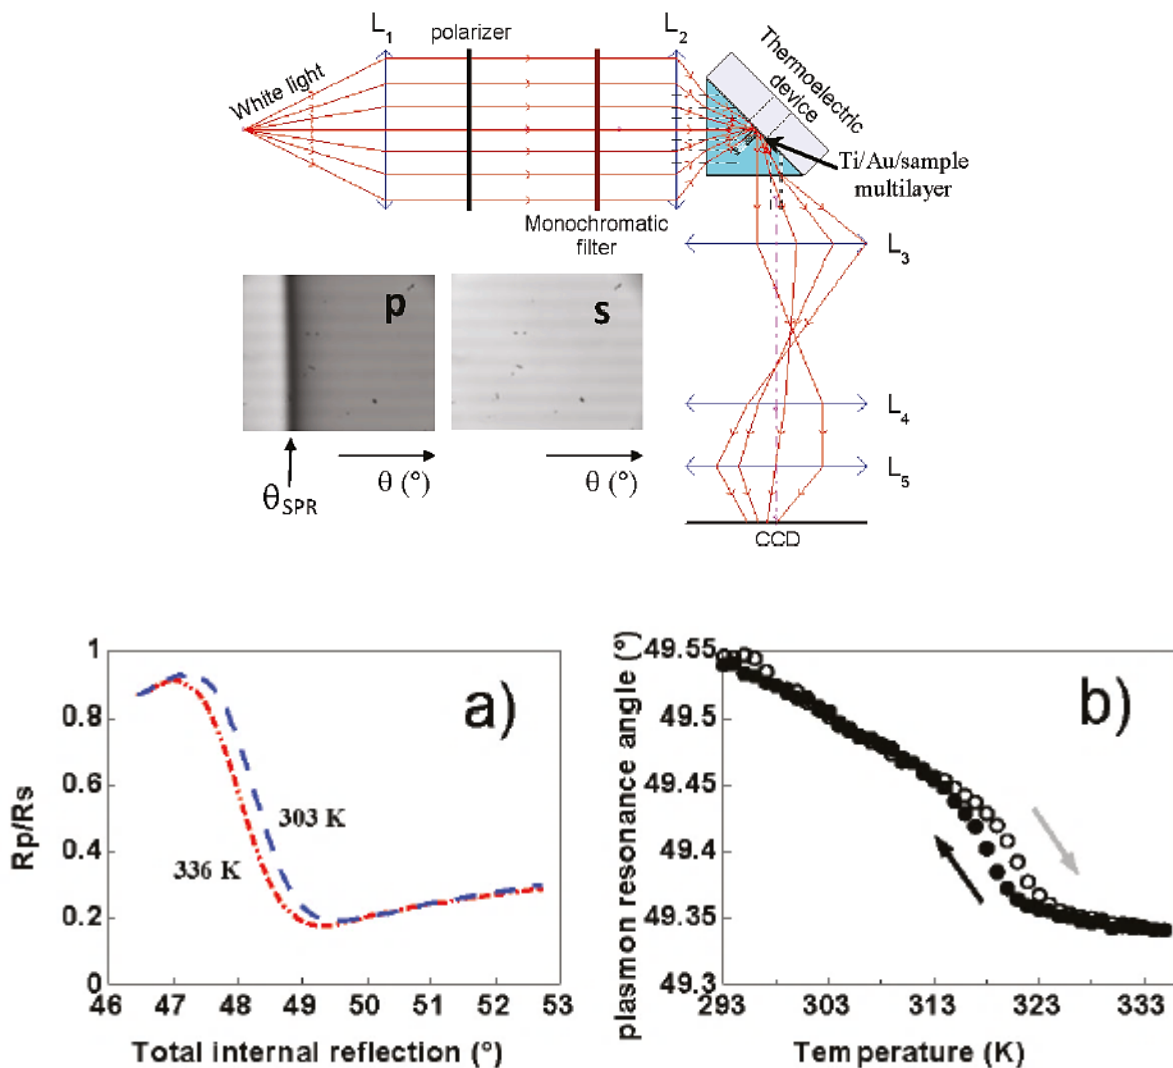 L1
polarizer
L2
White light
Thermoelectric
device
Ti/Au/sample
multilayer
Monochromatic
filter
L3
p
s
L4
L5
θSPR
θ (°)
θ (°)
CCD
a)
Rp/Rs
1
0.8
0.6
0.4
0.2
0
303 K
336 K
46 47 48 49 50 51 52 53
Total internal reflection (°)
b)
plasmon resonance angle (°)
49.55
49.5
49.45
49.4
49.35
49.3
293 303 313 323 333
Temperature (K)